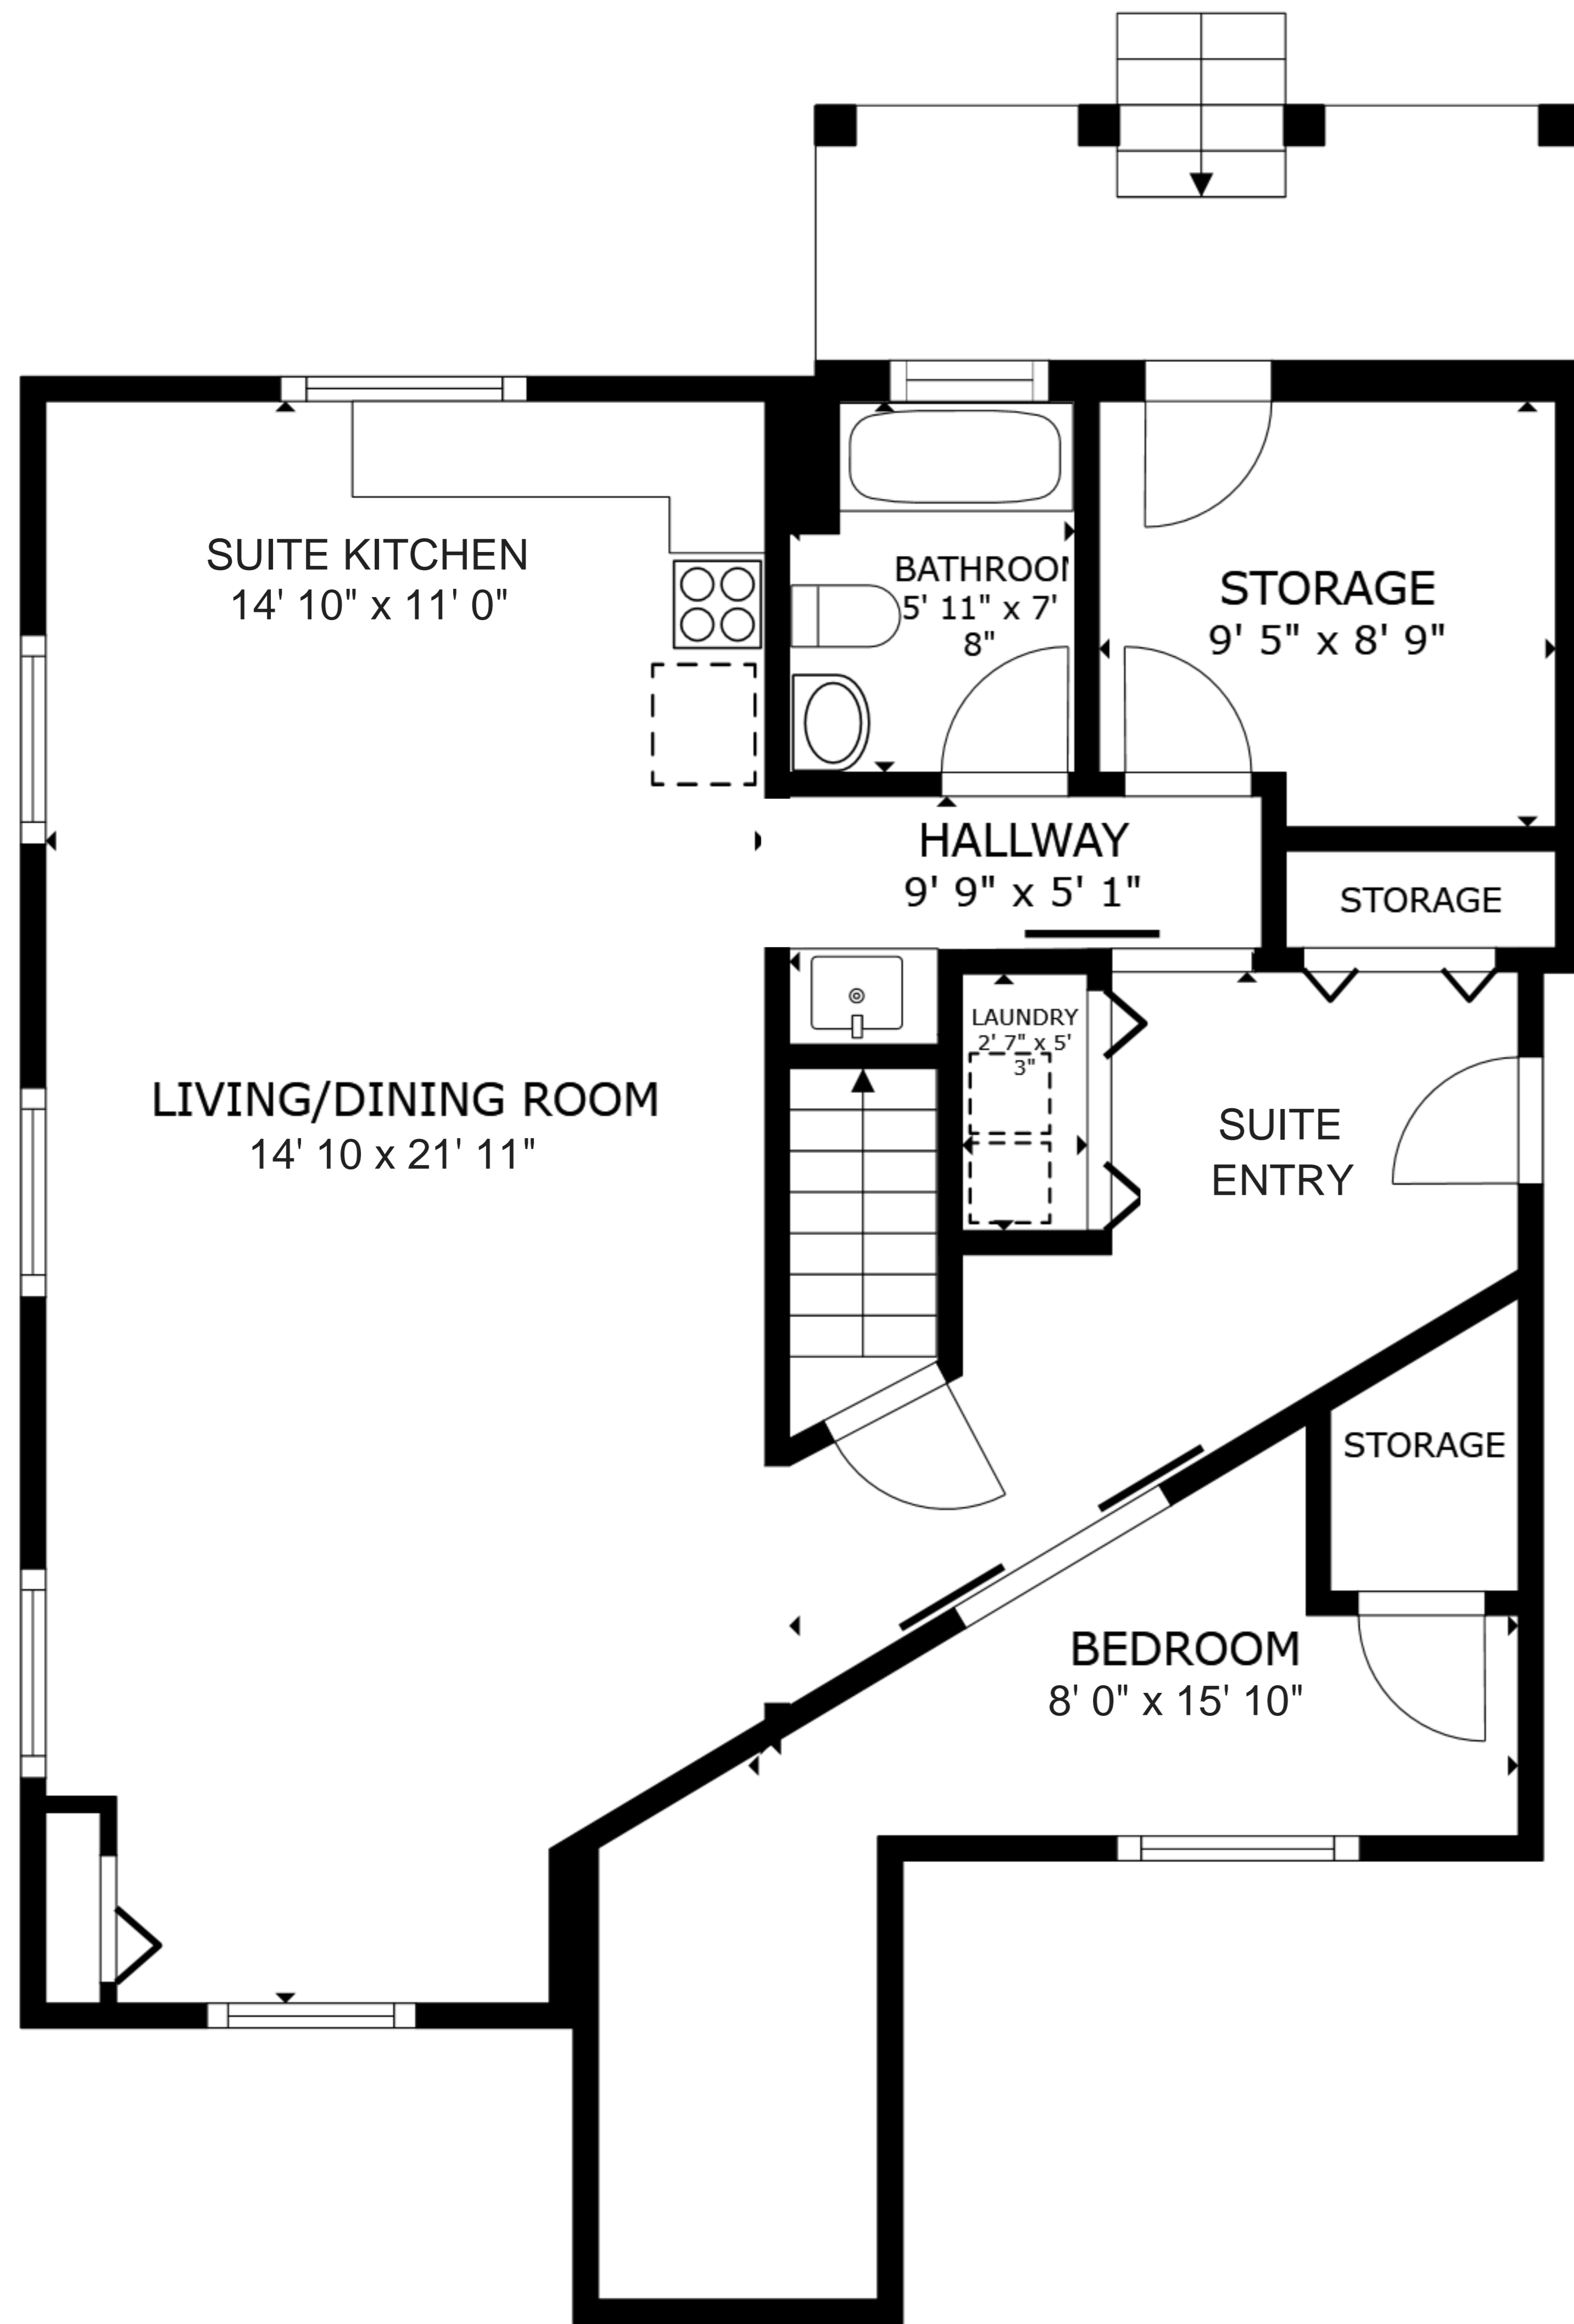 SUITE KITCHEN
14' 10" x 11' 0"
BATHROO
5' 11" x 7'
8"
STORAGE
9' 5" x 8' 9"
HALLWAY
9' 9" x 5' 1"
STORAGE
LAUNDRY
2' 7" x 5'
3"
LIVING/DINING ROOM
14' 10 x 21' 11"
SUITE
ENTRY
STORAGE
BEDROOM
8' 0" x 15' 10"